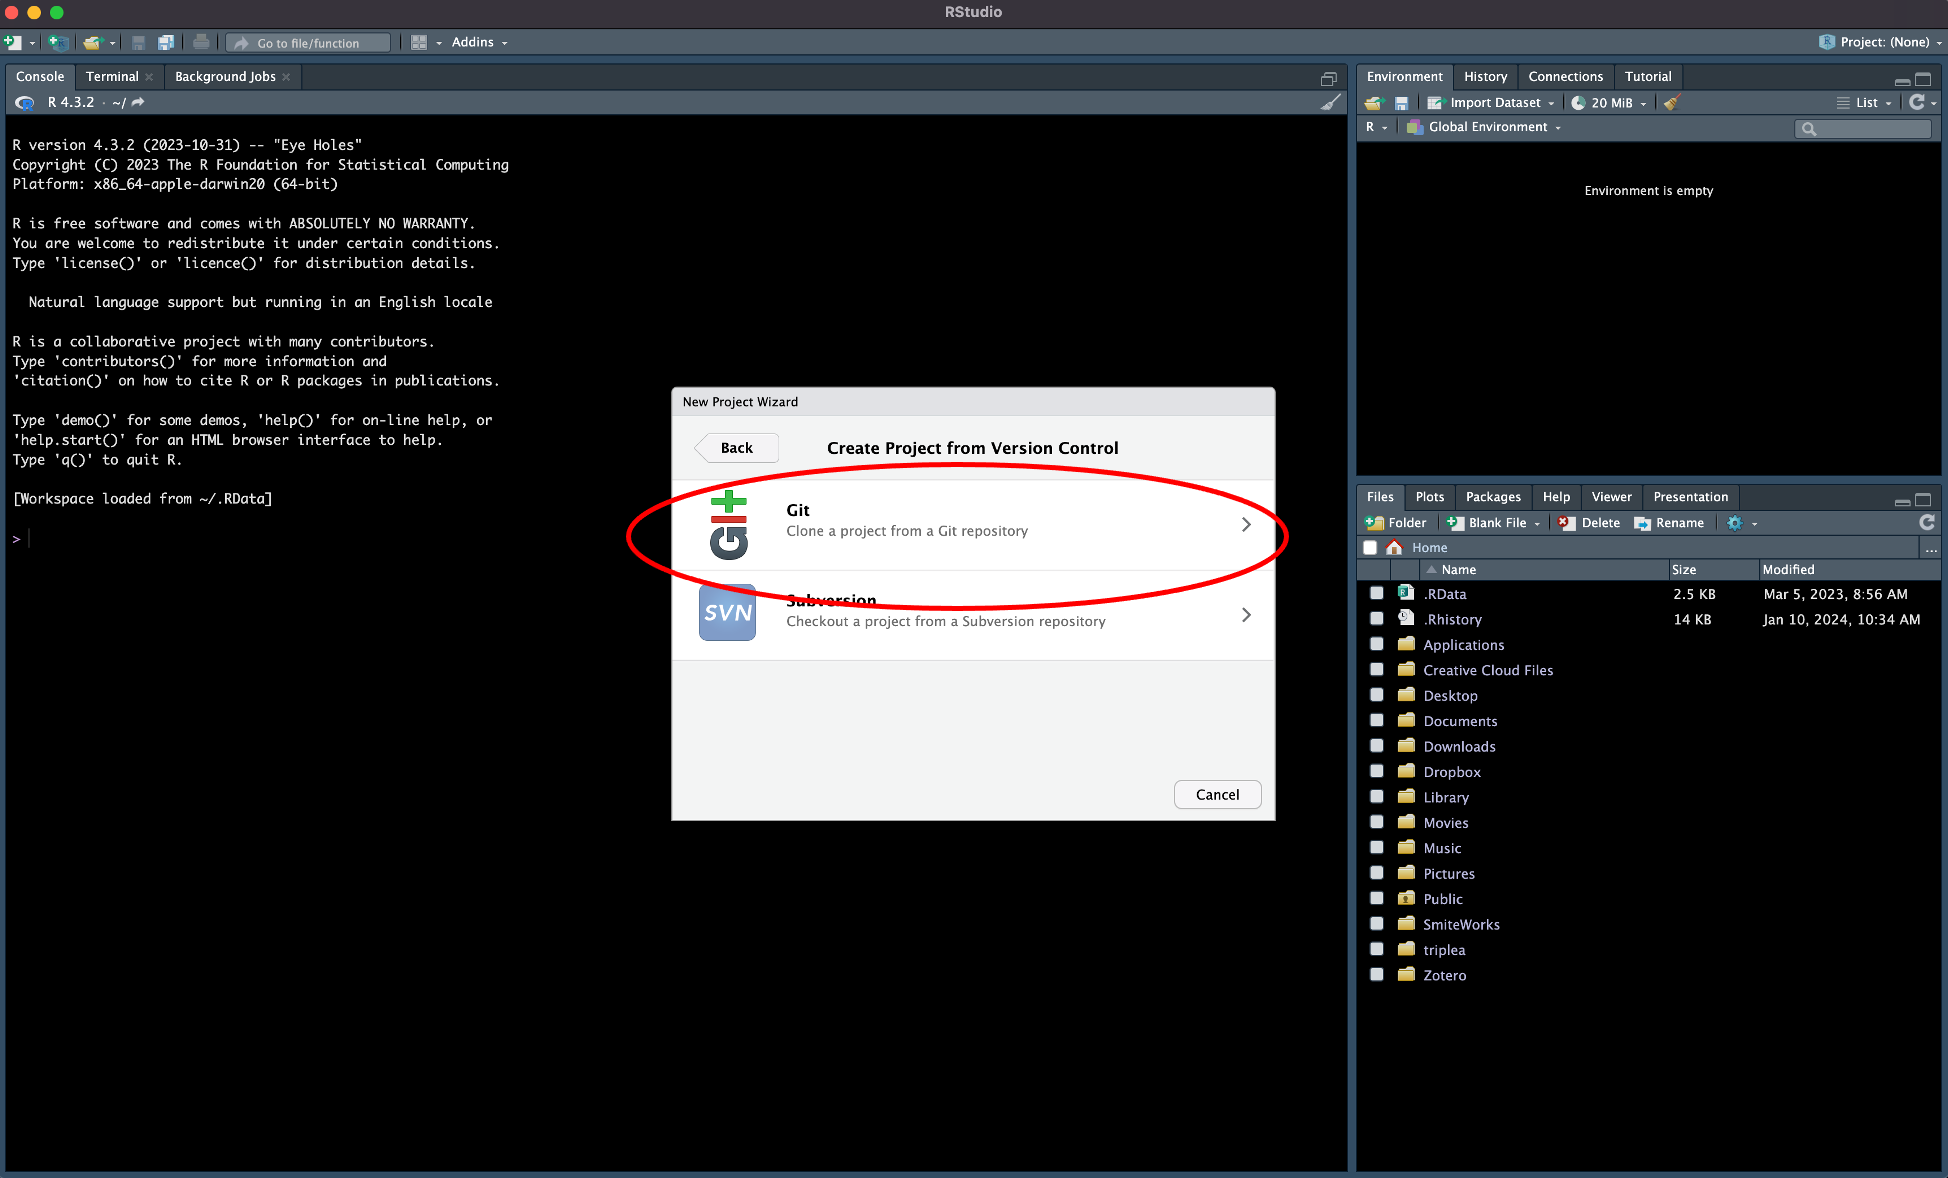 RStudio
Go to file/function
Addins
Project: (None)
Console
Terminal
Background Jobs
R 4.3.2 · ~/
R version 4.3.2 (2023-10-31) -- "Eye Holes"
Copyright (C) 2023 The R Foundation for Statistical Computing
Platform: x86_64-apple-darwin20 (64-bit)
R is free software and comes with ABSOLUTELY NO WARRANTY.
You are welcome to redistribute it under certain conditions.
Type 'license()' or 'licence()' for distribution details.
Natural language support but running in an English locale
R is a collaborative project with many contributors.
Type 'contributors()' for more information and
'citation()' on how to cite R or R packages in publications.
Type 'demo()' for some demos, 'help()' for on-line help, or
'help.start()' for an HTML browser interface to help.
Type 'q()' to quit R.
[Workspace loaded from ~/.RData]
>
New Project Wizard
Back
Create Project from Version Control
Git
Git
Clone a project from a Git repository
SVN
Subversion
Checkout a project from a Subversion repository
Cancel
Environment
History
Connections
Tutorial
Import Dataset
20 MiB
List
R
Global Environment
Environment is empty
Files
Plots
Packages
Help
Viewer
Presentation
Folder
Blank File
Delete
Rename
Home
...
Name
Size
Modified
.RData
2.5 KB
Mar 5, 2023, 8:56 AM
.Rhistory
14 KB
Jan 10, 2024, 10:34 AM
Applications
Creative Cloud Files
Desktop
Documents
Downloads
Dropbox
Library
Movies
Music
Pictures
Public
SmiteWorks
triplea
Zotero